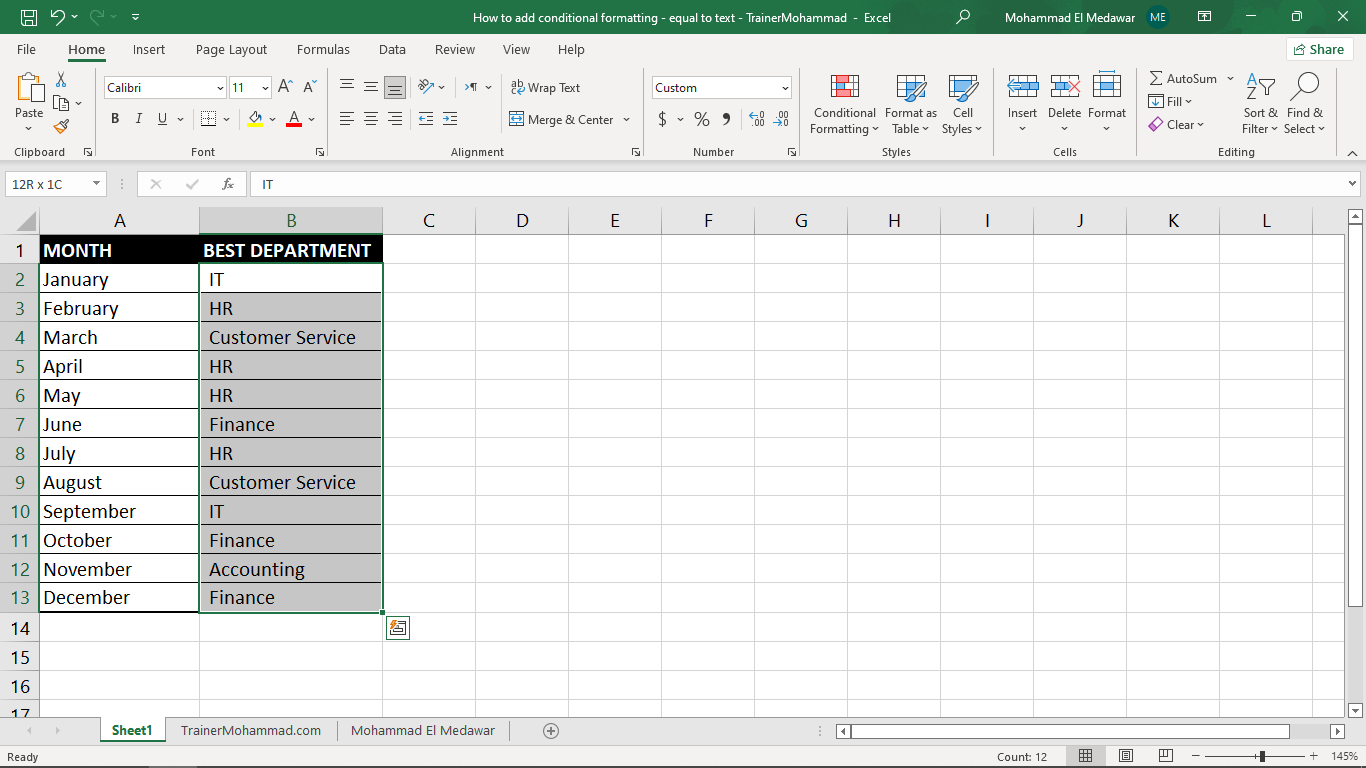 How to add conditional formatting - equal to text - TrainerMohammad - Excel
Mohammad El Medawar
ME
File Home Insert Page Layout Formulas Data Review View Help
Share
Paste
Calibri 11
B I U
A A
ab Wrap Text
Merge & Center
Custom
$ % 9
Conditional Formatting
Format as Table
Cell Styles
Insert Delete Format
AutoSum
Fill
Clear
Sort & Filter
Find & Select
Clipboard Font Alignment Number Styles Cells Editing
12R x 1C fx IT
A B C D E F G H I J K L
1 MONTH BEST DEPARTMENT
2 January IT
3 February HR
4 March Customer Service
5 April HR
6 May HR
7 June Finance
8 July HR
9 August Customer Service
10 September IT
11 October Finance
12 November Accounting
13 December Finance
14
15
16
17
Sheet1 TrainerMohammad.com Mohammad El Medawar
Ready Count: 12 145%